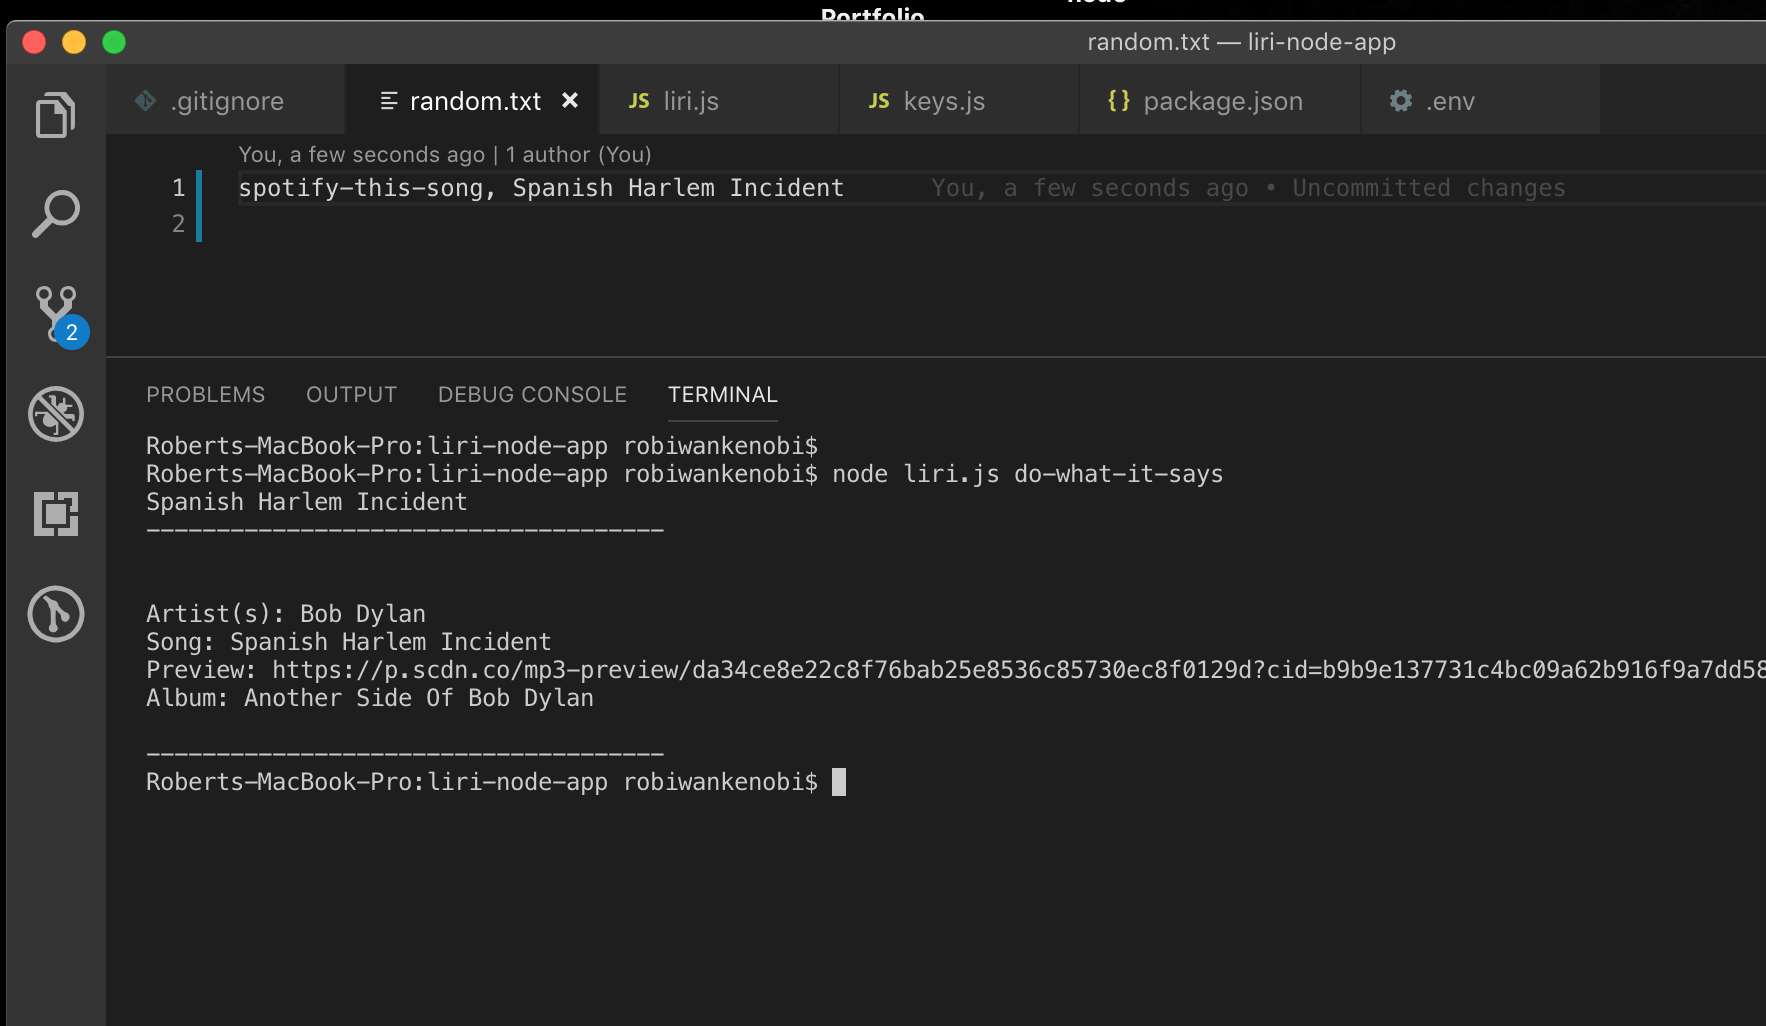 Portfolio
node
random.txt — liri-node-app
.gitignore
random.txt
JS liri.js
JS keys.js
{} package.json
.env
You, a few seconds ago | 1 author (You)
1 spotify-this-song, Spanish Harlem Incident You, a few seconds ago • Uncommitted changes
2
2
PROBLEMS OUTPUT DEBUG CONSOLE TERMINAL
Roberts-MacBook-Pro:liri-node-app robiwankenobi$
Roberts-MacBook-Pro:liri-node-app robiwankenobi$ node liri.js do-what-it-says
Spanish Harlem Incident
-------------------------------------
Artist(s): Bob Dylan
Song: Spanish Harlem Incident
Preview: https://p.scdn.co/mp3-preview/da34ce8e22c8f76bab25e8536c85730ec8f0129d?cid=b9b9e137731c4bc09a62b916f9a7dd58
Album: Another Side Of Bob Dylan
-------------------------------------
Roberts-MacBook-Pro:liri-node-app robiwankenobi$